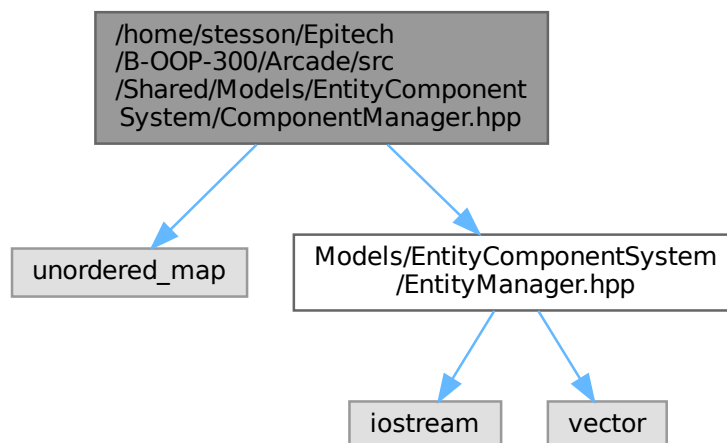 /home/stesson/Epitech
/B-OOP-300/Arcade/src
/Shared/Models/EntityComponent
System/ComponentManager.hpp
unordered_map
Models/EntityComponentSystem
/EntityManager.hpp
iostream
vector